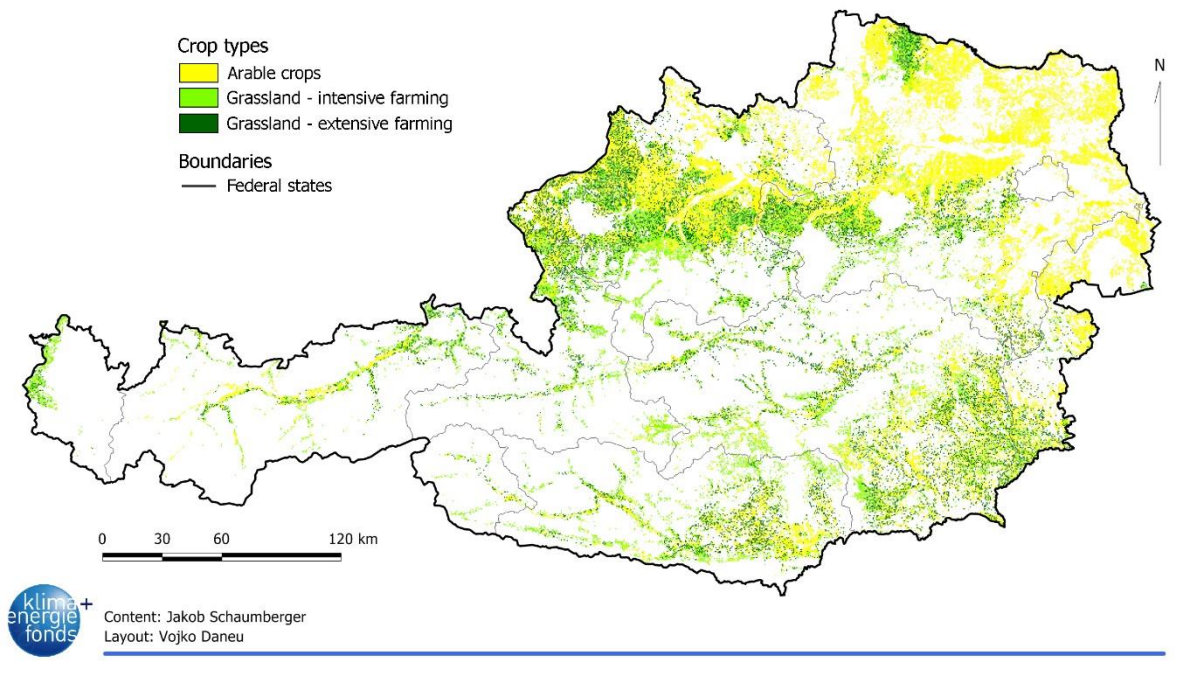 Crop types
Arable crops
Grassland - intensive farming
Grassland - extensive farming
Boundaries
Federal states
N
0 30 60 120 km
klima+
energie
fonds
Content: Jakob Schaumberger
Layout: Vojko Daneu